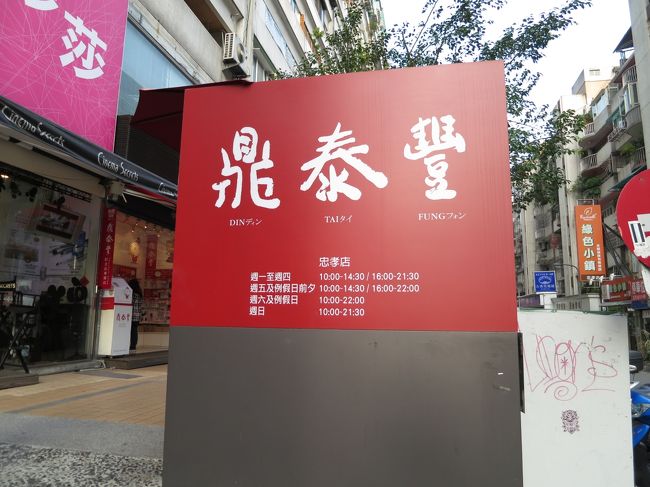 莎
Cinema Secrets
鼎泰豐
DINディン TAIタイ FUNGフォン
忠孝店
週一至週四 10:00-14:30 / 16:00-21:30
週五及例假日前夕 10:00-14:30 / 16:00-22:00
週六及例假日 10:00-22:00
週日 10:00-21:30
綠色小鎮